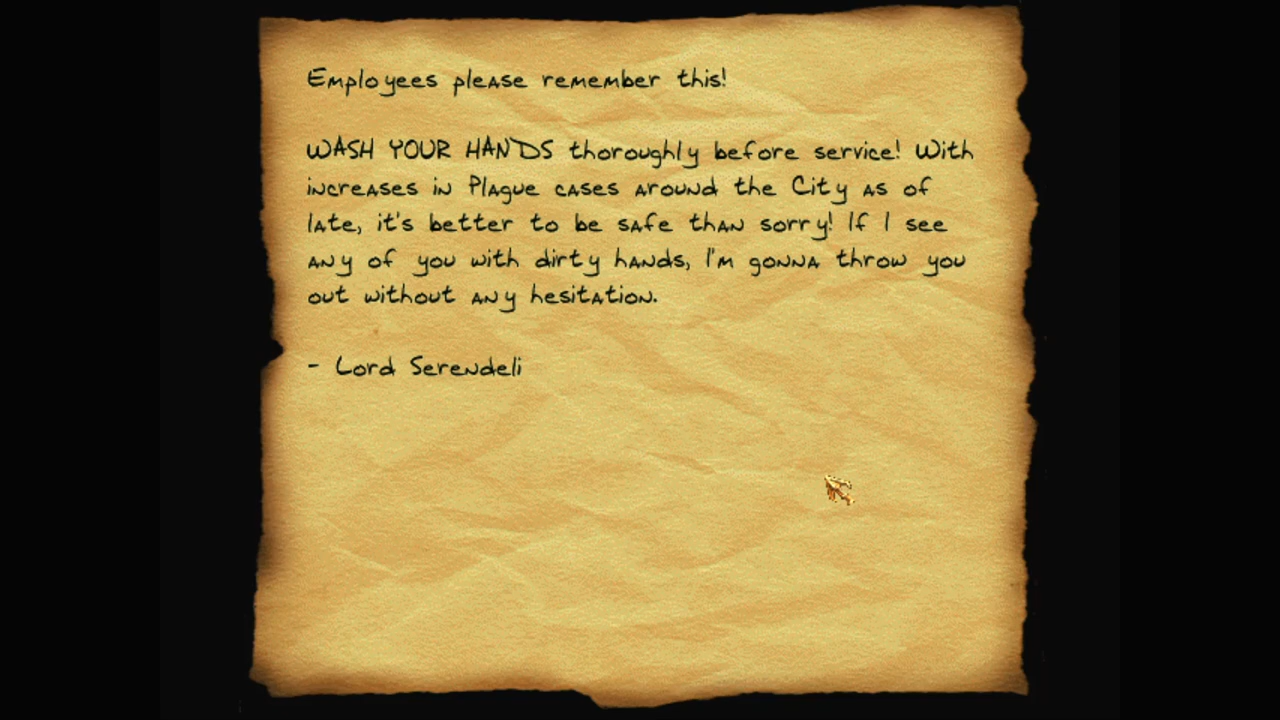 Employees please remember this!
WASH YOUR HANDS thoroughly before service! With
increases in Plague cases around the City as of
late, it's better to be safe than sorry! If I see
any of you with dirty hands, I'm gonna throw you
out without any hesitation.
- Lord Serendeli